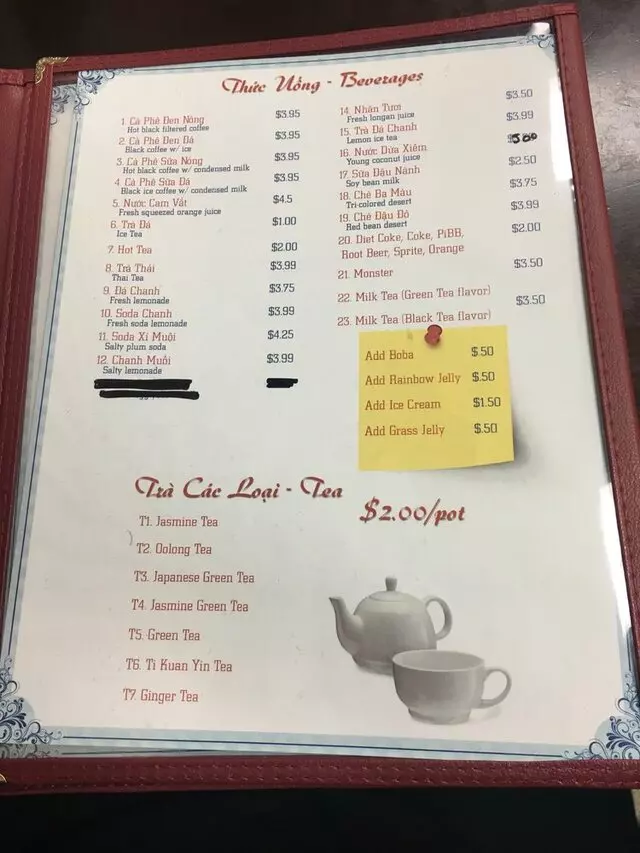 Thức Uống - Beverages
1. Cà Phê Đen Nóng $3.95
Hot black filtered coffee
2. Cà Phê Đen Đá $3.95
Black coffee w/ ice
3. Cà Phê Sữa Nóng $3.95
Hot black coffee w/ condensed milk
4. Cà Phê Sữa Đá $3.95
Black ice coffee w/ condensed milk
5. Nước Cam Vắt $4.5
Fresh squeezed orange juice
6. Trà Đá $1.00
Ice Tea
7. Hot Tea $2.00
8. Trà Thái $3.99
Thai Tea
9. Đá Chanh $3.75
Fresh lemonade
10. Soda Chanh $3.99
Fresh soda lemonade
11. Soda Xí Muội $4.25
Salty plum soda
12. Chanh Muối $3.99
Salty lemonade
14. Nhãn Tươi $3.50
Fresh longan juice
15. Trà Đá Chanh $3.99
Lemon ice tea
16. Nước Dừa Xiêm 5.00
Young coconut juice
17. Sữa Đậu Nành $2.50
Soy bean milk
18. Chè Ba Màu $3.75
Tri-colored desert
19. Chè Đậu Đỏ $3.99
Red bean desert
20. Diet Coke, Coke, PiBB, $2.00
Root Beer, Sprite, Orange
21. Monster $3.50
22. Milk Tea (Green Tea flavor)
23. Milk Tea (Black Tea flavor) $3.50
Add Boba $.50
Add Rainbow Jelly $.50
Add Ice Cream $1.50
Add Grass Jelly $.50
Trà Các Loại - Tea
$2.00/pot
T1. Jasmine Tea
T2. Oolong Tea
T3. Japanese Green Tea
T4. Jasmine Green Tea
T5. Green Tea
T6. Ti Kuan Yin Tea
T7. Ginger Tea